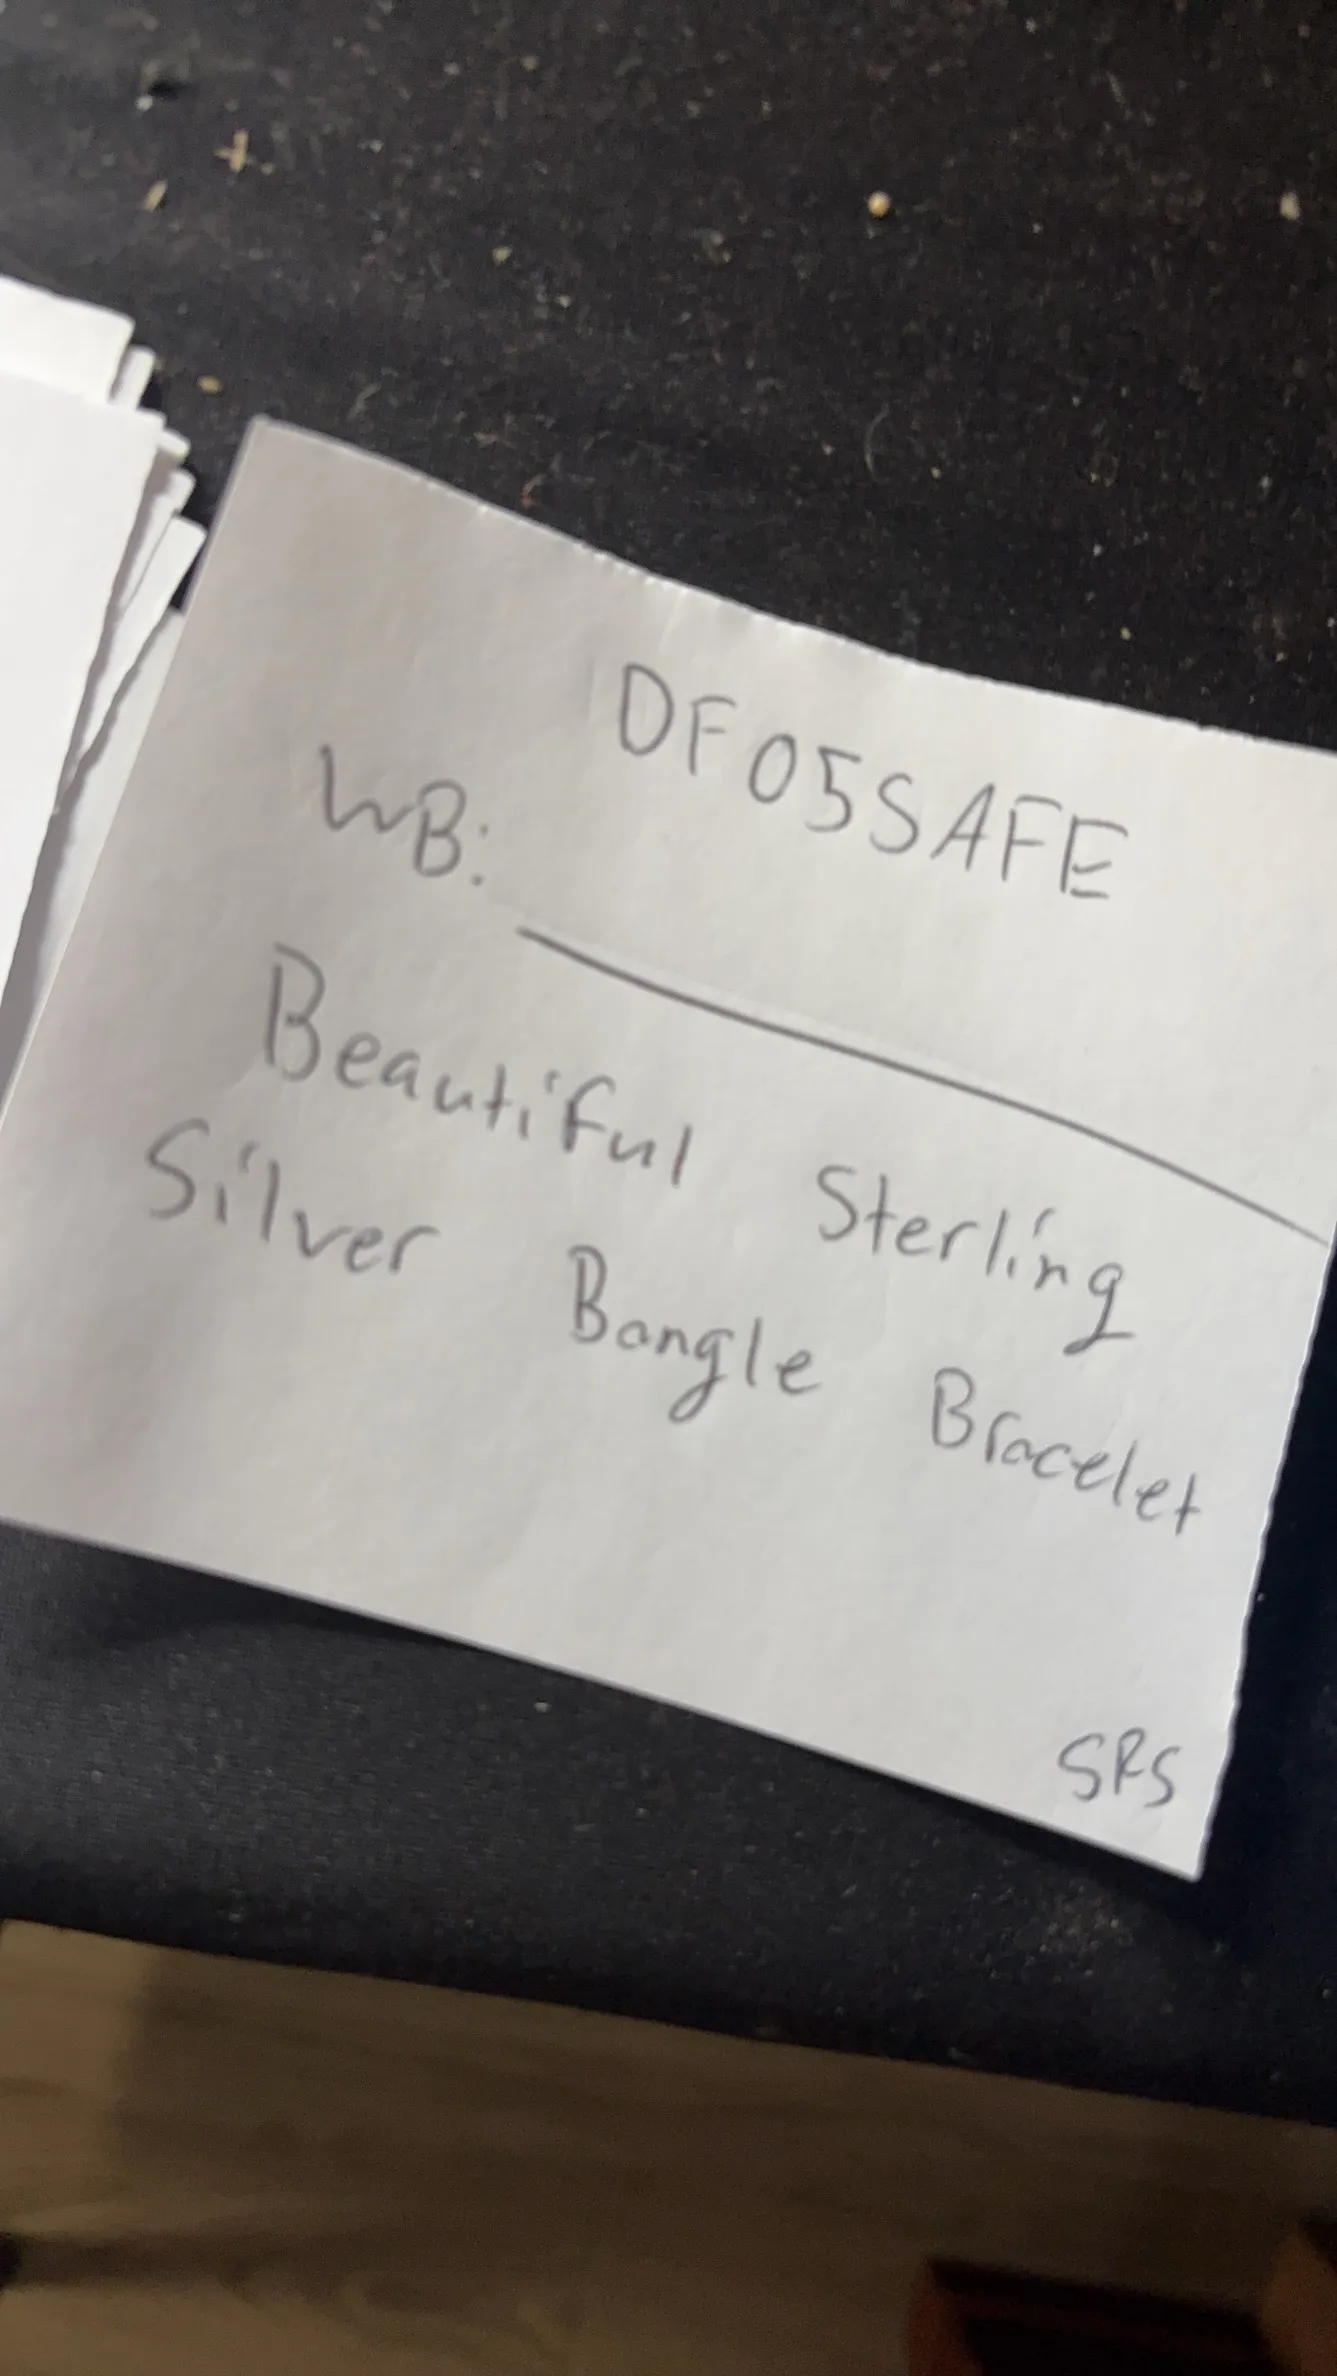 DF05SAFE
WB:
Beautiful Sterling
Silver Bangle Bracelet
SRS